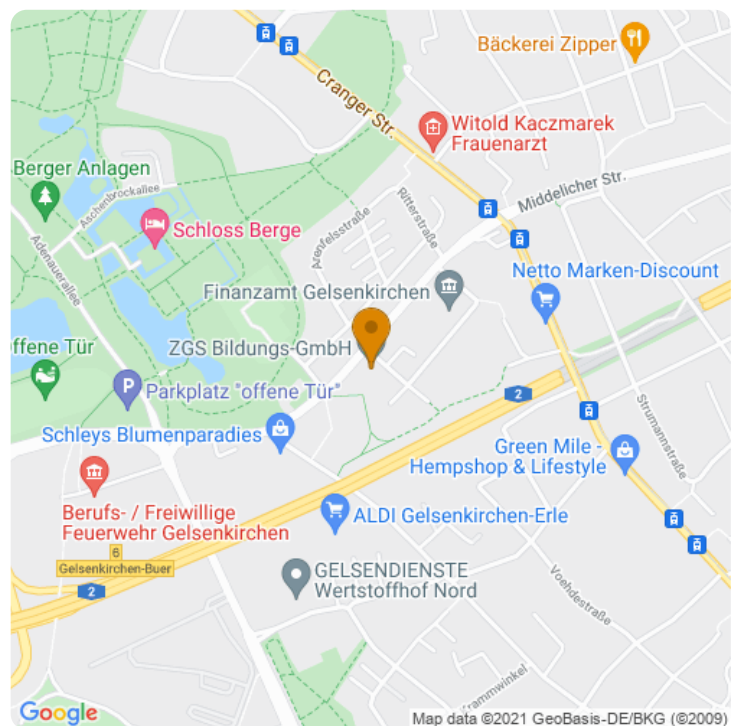 Bäckerei Zipper
Cranger Str.
Witold Kaczmarek
Frauenarzt
Berger Anlagen
Aschenbrockallee
Middelicher Str.
Ritterstraße
Schloss Berge
Arenfelsstraße
Adenauerallee
Netto Marken-Discount
Finanzamt Gelsenkirchen
ffene Tür
ZGS Bildungs-GmbH
Parkplatz "offene Tür"
2
Schleys Blumenparadies
Strumannstraße
Green Mile -
Hempshop & Lifestyle
Berufs- / Freiwillige
Feuerwehr Gelsenkirchen
ALDI Gelsenkirchen-Erle
6
Gelsenkirchen-Buer
2
GELSENDIENSTE
Wertstoffhof Nord
Voehdestraße
rammwinkel
Google
Map data ©2021 GeoBasis-DE/BKG (©2009)